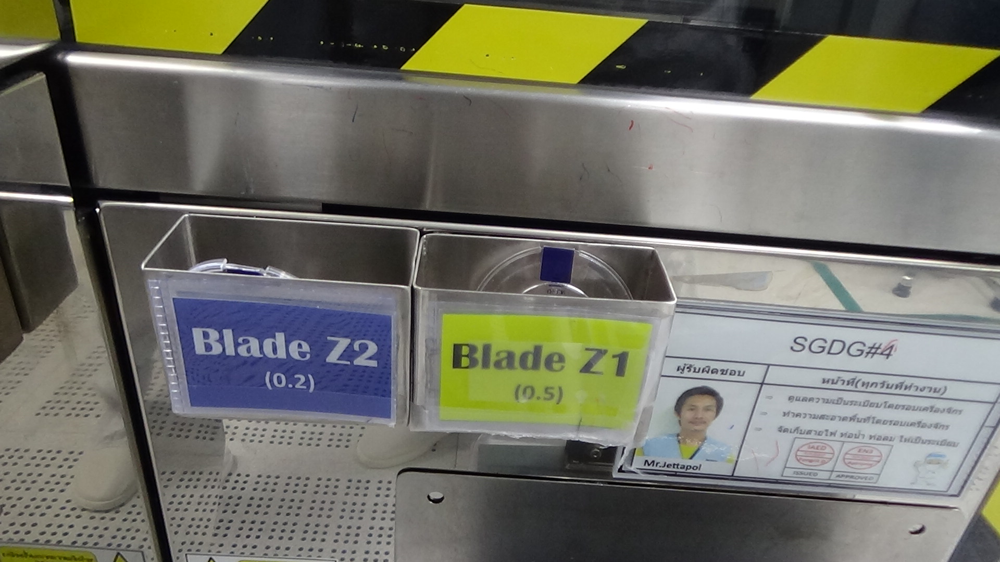 Blade Z2
(0.2)
Blade Z1
(0.5)
SGDG#4
ผู้รับผิดชอบ
หน้าที่(ทุกวันที่ทำงาน)
⇨ ดูแลความเป็นระเบียบโดยรอบเครื่องจักร
⇨ ทำความสะอาดพื้นที่โดยรอบเครื่องจักร
⇨ จัดเก็บสายไฟ ท่อน้ำ ท่อลม ให้เป็นระเบียบ
Mr.Jettapol
IAED
EN3
ISSUED
APPROVED